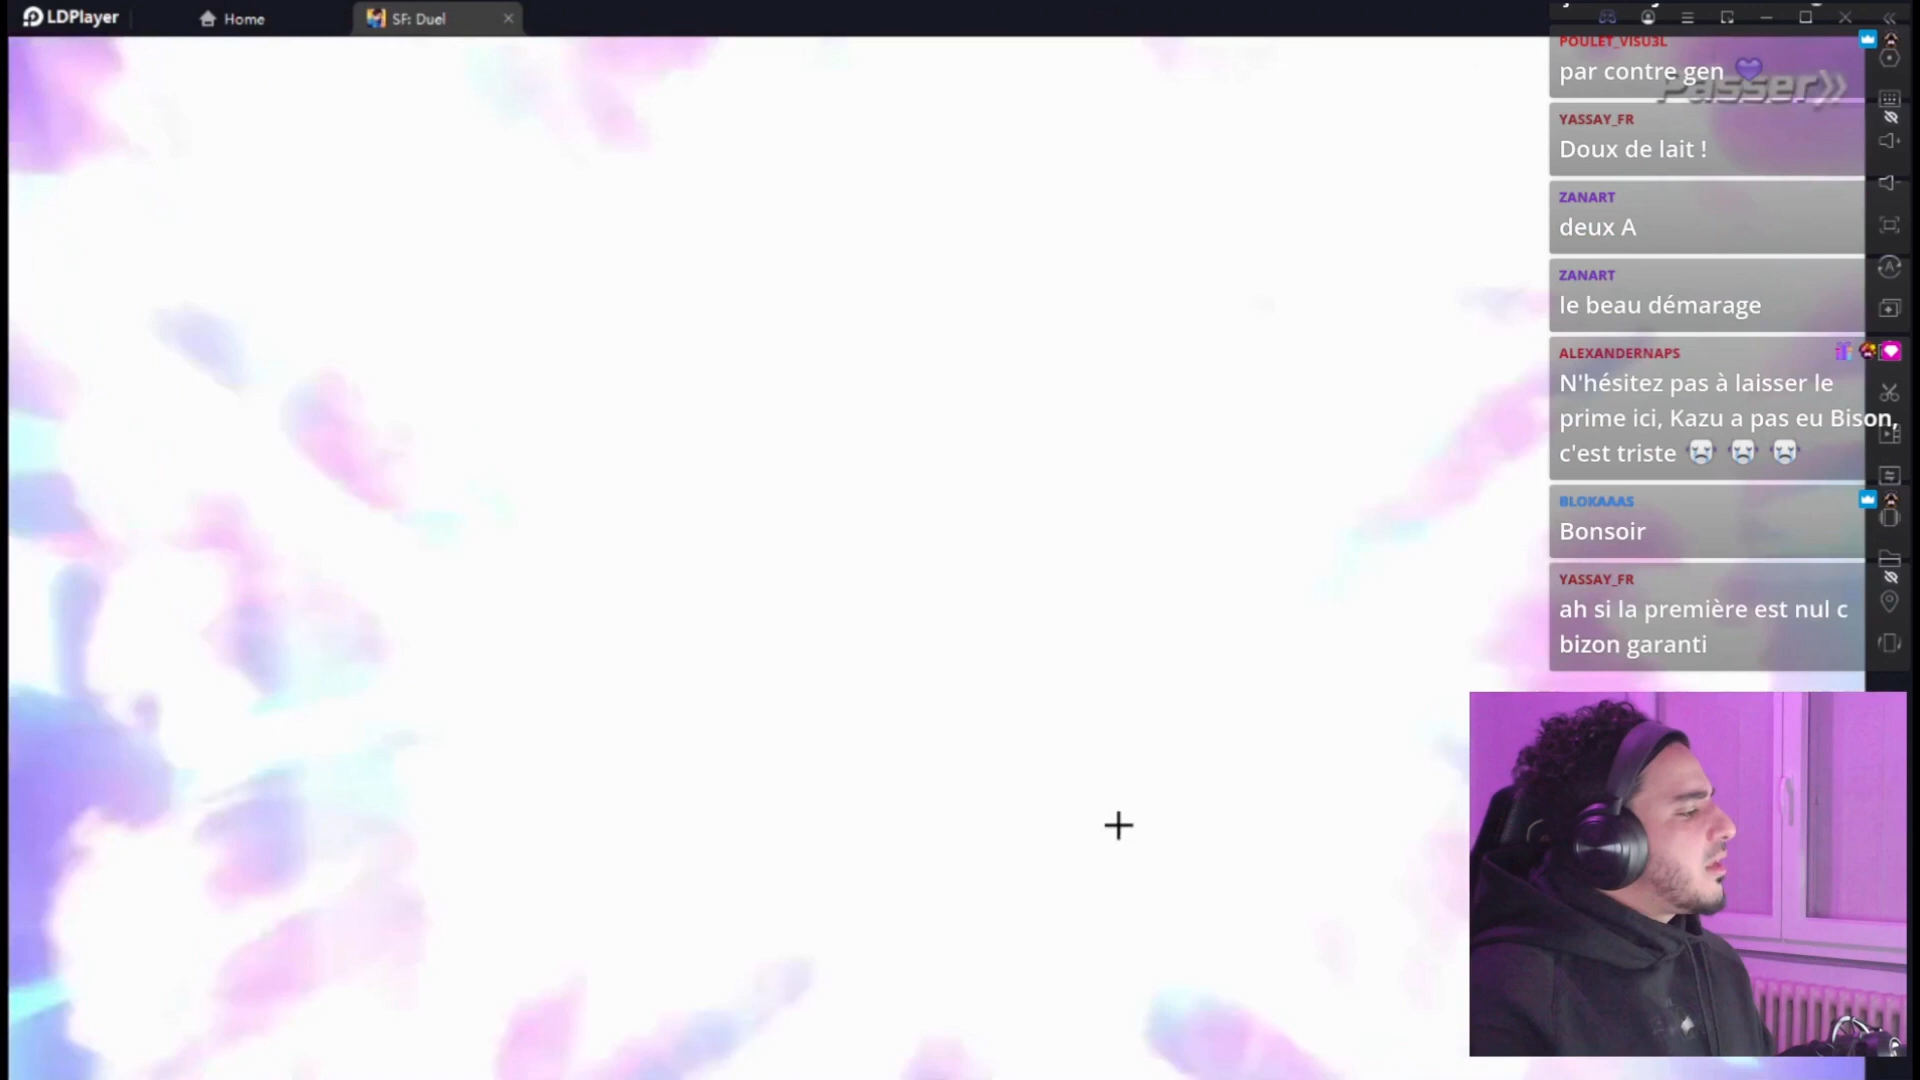 LDPlayer
Home
SF: Duel
POULET_VISU3L
par contre gen
Passer
YASSAY_FR
Doux de lait !
ZANART
deux A
ZANART
le beau démarage
ALEXANDERNAPS
N'hésitez pas à laisser le
prime ici, Kazu a pas eu Bison,
c'est triste
BLOKAAAS
Bonsoir
YASSAY_FR
ah si la première est nul c
bizon garanti